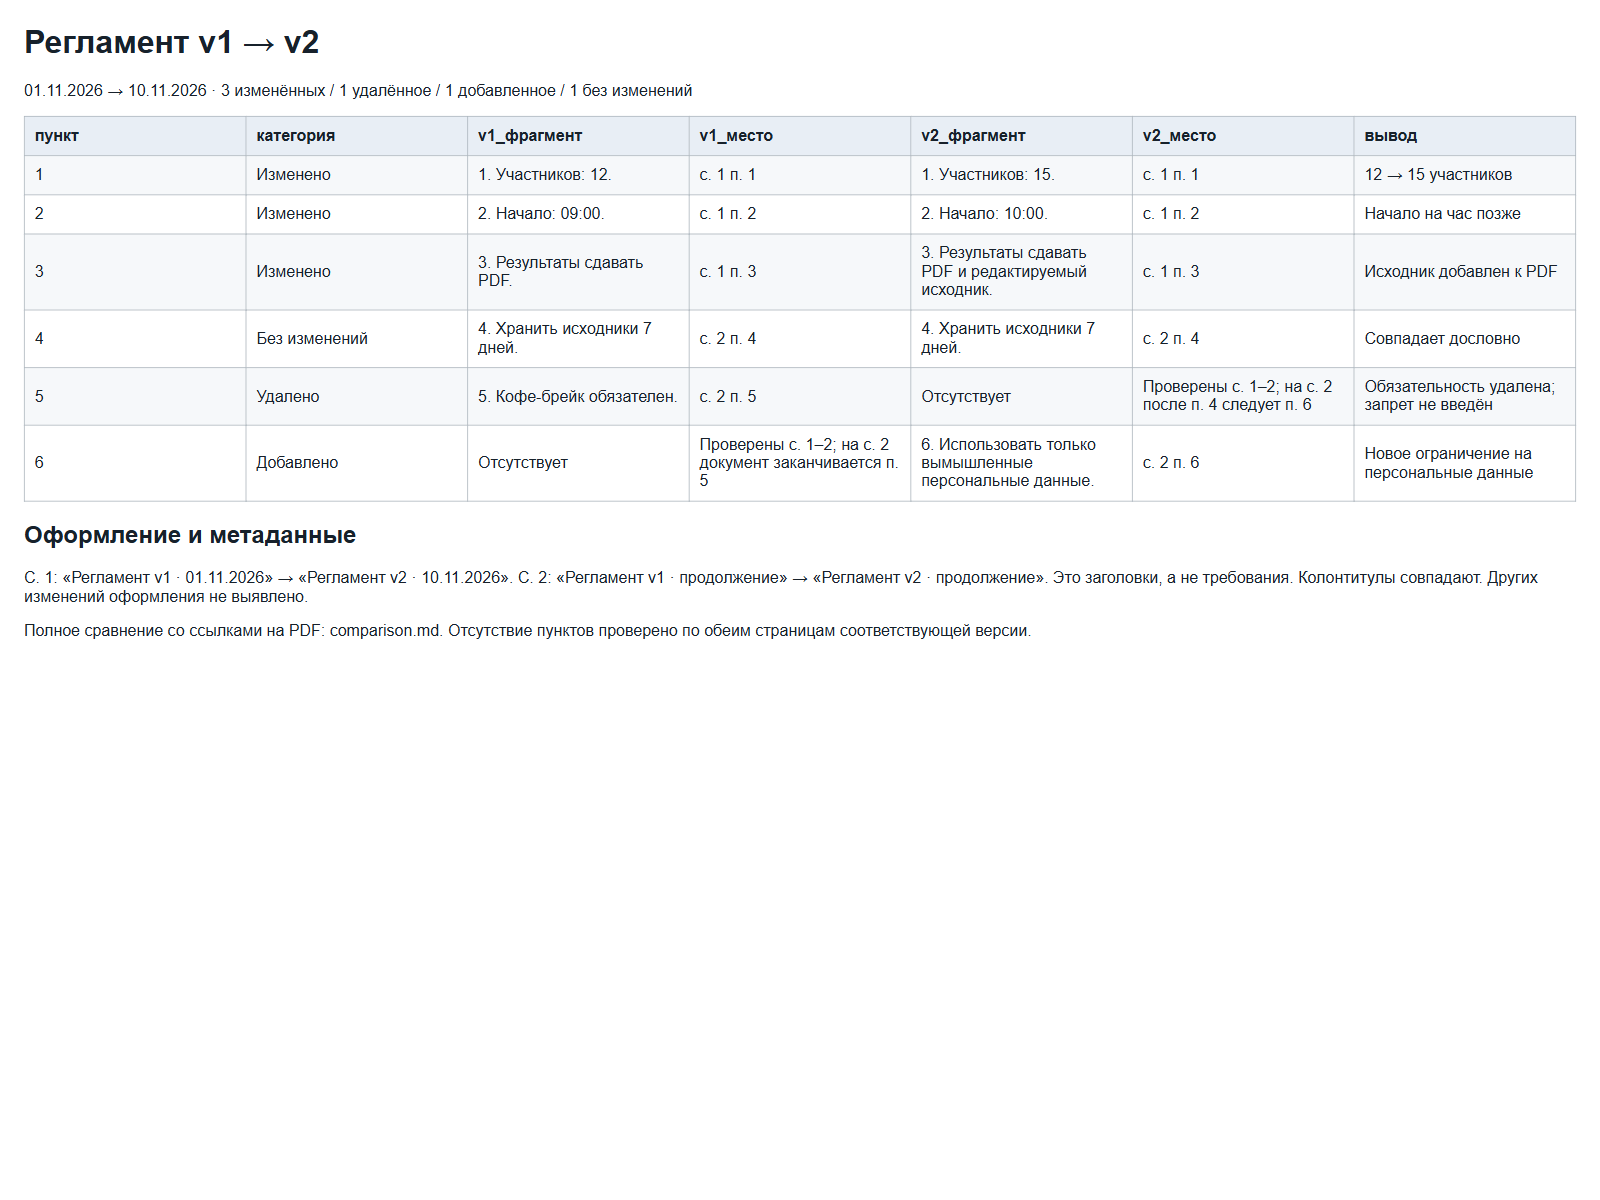 Регламент v1 → v2
01.11.2026 → 10.11.2026 · 3 изменённых / 1 удалённое / 1 добавленное / 1 без изменений
пункт категория v1_фрагмент v1_место v2_фрагмент v2_место вывод
1 Изменено 1. Участников: 12. с. 1 п. 1 1. Участников: 15. с. 1 п. 1 12 → 15 участников
2 Изменено 2. Начало: 09:00. с. 1 п. 2 2. Начало: 10:00. с. 1 п. 2 Начало на час позже
3 Изменено 3. Результаты сдавать PDF. с. 1 п. 3 3. Результаты сдавать PDF и редактируемый исходник. с. 1 п. 3 Исходник добавлен к PDF
4 Без изменений 4. Хранить исходники 7 дней. с. 2 п. 4 4. Хранить исходники 7 дней. с. 2 п. 4 Совпадает дословно
5 Удалено 5. Кофе-брейк обязателен. с. 2 п. 5 Отсутствует Проверены с. 1–2; на с. 2 после п. 4 следует п. 6 Обязательность удалена; запрет не введён
6 Добавлено Отсутствует Проверены с. 1–2; на с. 2 документ заканчивается п. 5 6. Использовать только вымышленные персональные данные. с. 2 п. 6 Новое ограничение на персональные данные
Оформление и метаданные
С. 1: «Регламент v1 · 01.11.2026» → «Регламент v2 · 10.11.2026». С. 2: «Регламент v1 · продолжение» → «Регламент v2 · продолжение». Это заголовки, а не требования. Колонтитулы совпадают. Других
изменений оформления не выявлено.
Полное сравнение со ссылками на PDF: comparison.md. Отсутствие пунктов проверено по обеим страницам соответствующей версии.